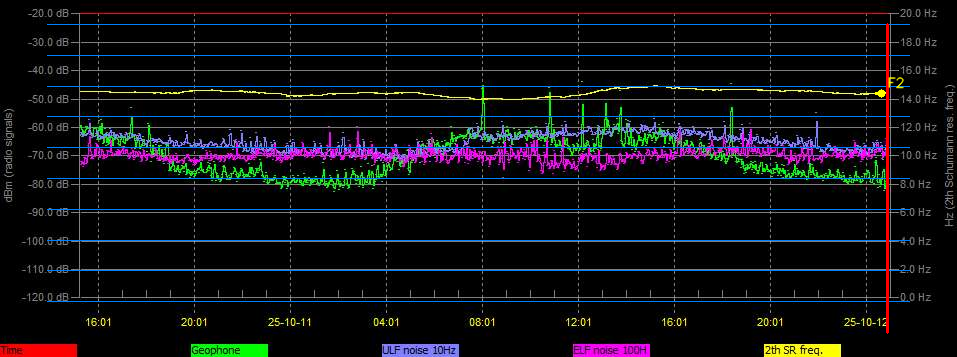 -20.0 dB 20.0 Hz
-30.0 dB 18.0 Hz
-40.0 dB 16.0 Hz
F2
-50.0 dB 14.0 Hz
-60.0 dB 12.0 Hz
-70.0 dB 10.0 Hz
-80.0 dB 8.0 Hz
-90.0 dB 6.0 Hz
-100.0 dB 4.0 Hz
-110.0 dB 2.0 Hz
-120.0 dB 0.0 Hz
dBm (radio signals)
Hz (2th Schumann res. freq.)
16:01 20:01 25-10-11 04:01 08:01 12:01 16:01 20:01 25-10-12
Time Geophone ULF noise 10Hz ELF noise 100H 2th SR freq.